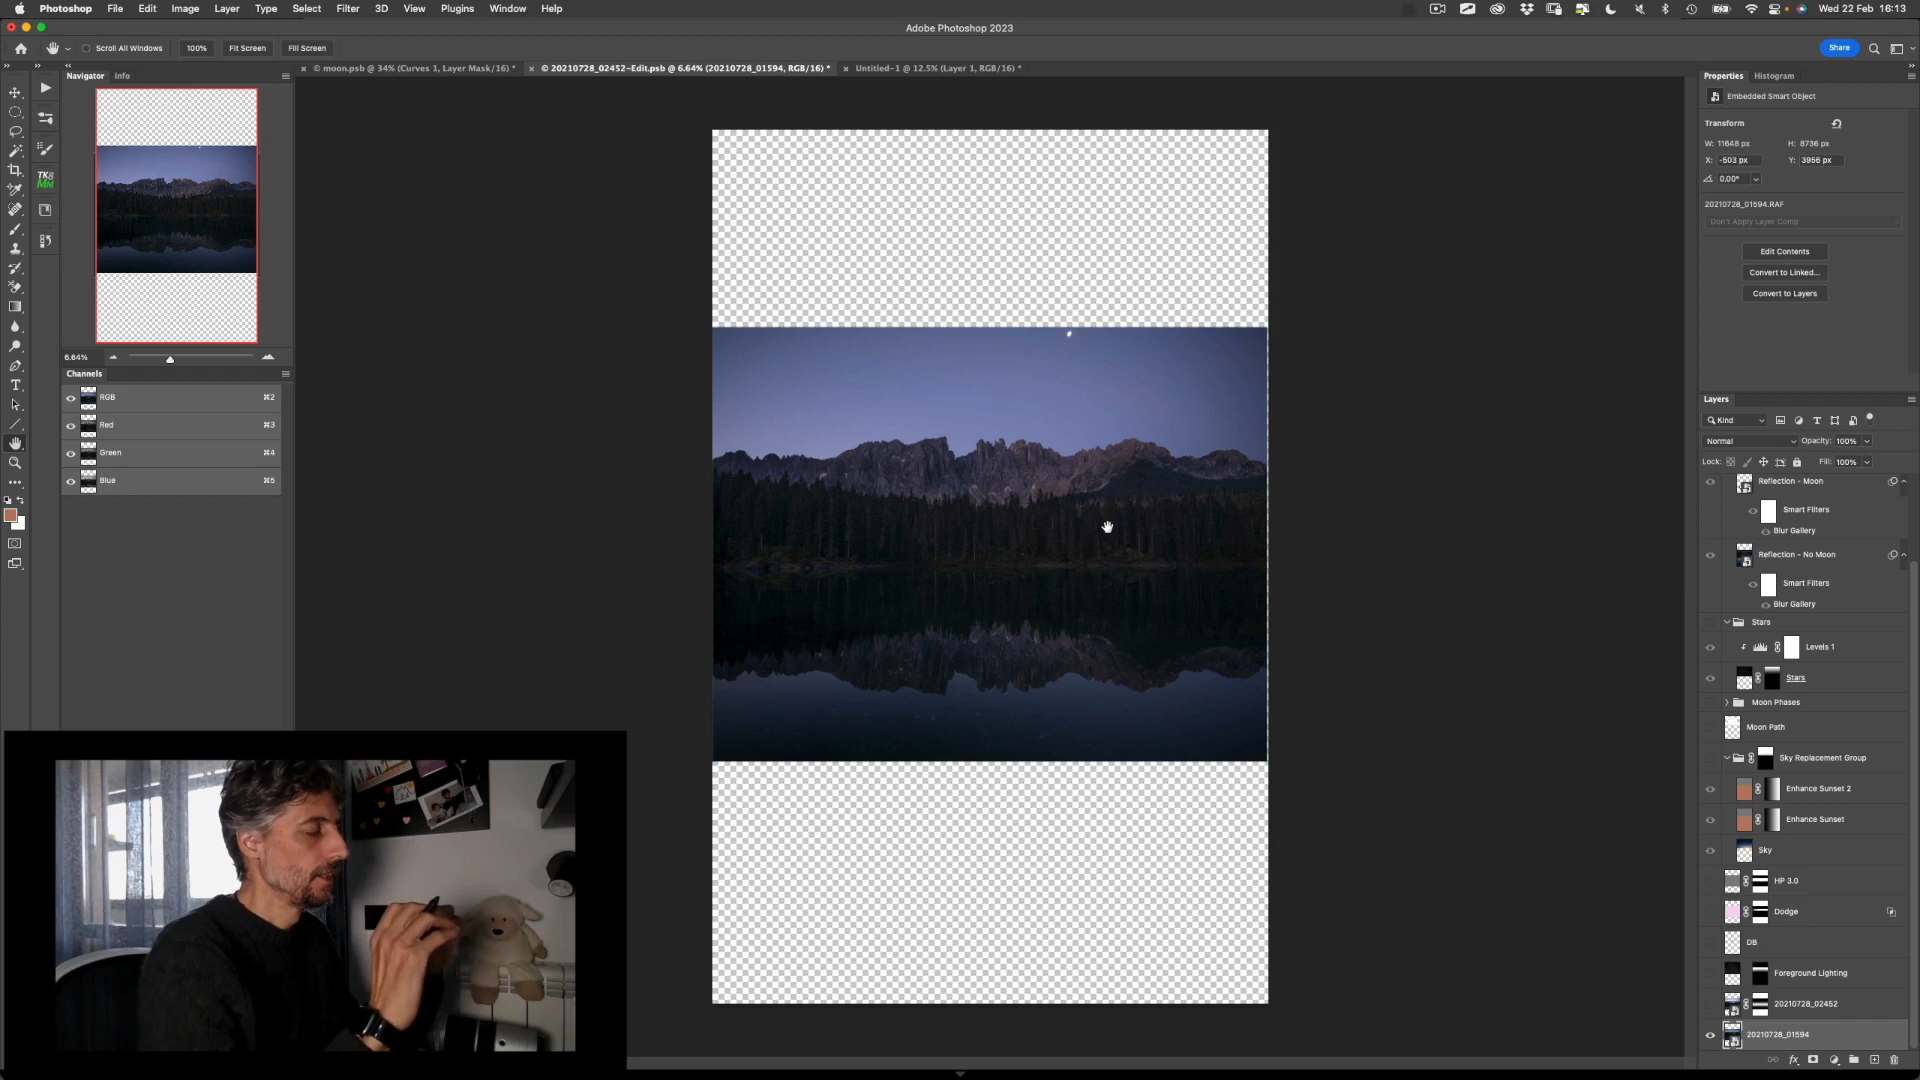 Photoshop File Edit Image Layer Type Select Filter 3D View Plugins Window Help
Wed 22 Feb 16:13
Adobe Photoshop 2023
Scroll All Windows 100% Fit Screen Fill Screen
Share
© moon.psb @ 34% (Curves 1, Layer Mask/16) *
© 20210728_02452-Edit.psb @ 6.64% (20210728_01594, RGB/16) *
Untitled-1 @ 12.5% (Layer 1, RGB/16) *
Navigator Info
TK8
MM
6.64%
Channels
RGB ⌘2
Red ⌘3
Green ⌘4
Blue ⌘5
Properties Histogram
Embedded Smart Object
Transform
W: 11648 px H: 8736 px
X: -503 px Y: 3956 px
0.00°
20210728_01594.RAF
Don't Apply Layer Comp
Edit Contents
Convert to Linked...
Convert to Layers
Layers
Kind
Normal Opacity: 100%
Lock: Fill: 100%
Reflection - Moon
Smart Filters
Blur Gallery
Reflection - No Moon
Smart Filters
Blur Gallery
Stars
Levels 1
Stars
Moon Phases
Moon Path
Sky Replacement Group
Enhance Sunset 2
Enhance Sunset
Sky
HP 3.0
Dodge
DB
Foreground Lighting
20210728_02452
20210728_01594
fx